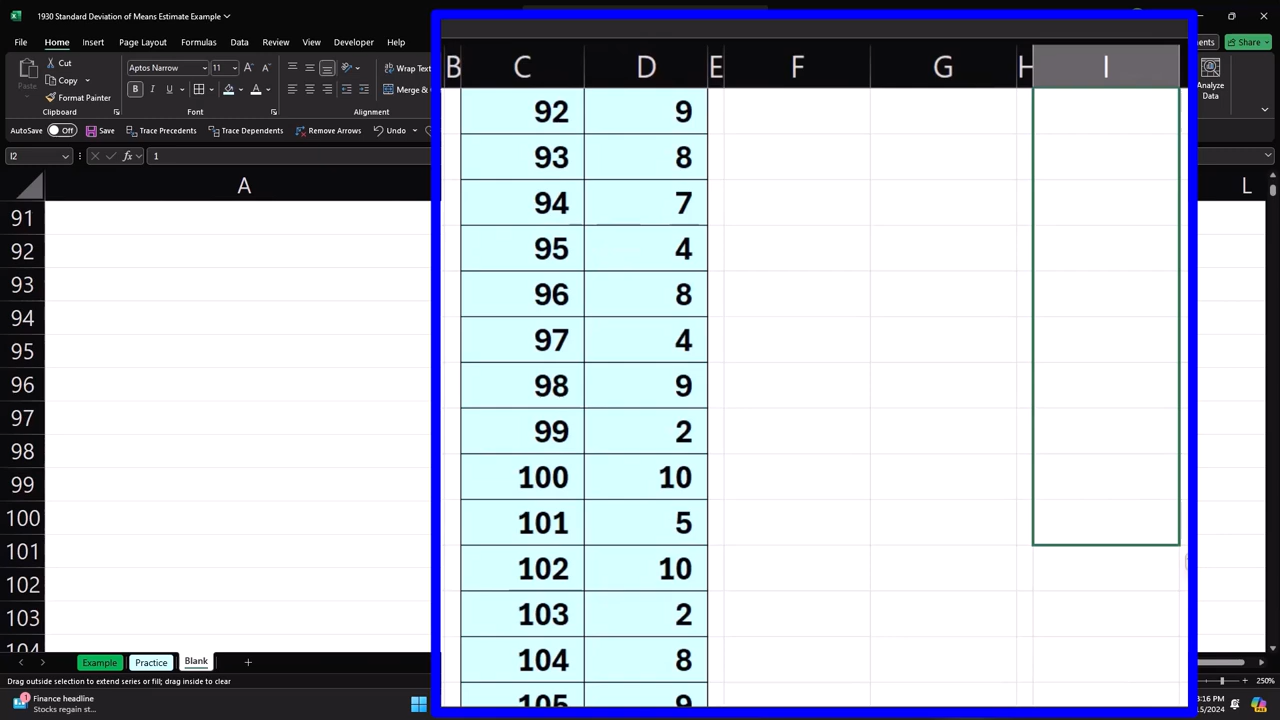 1930 Standard Deviation of Means Estimate Example
File Home Insert Page Layout Formulas Data Review View Developer
Cut
Copy
Format Painter
Clipboard
Aptos Narrow 11
Font
Wrap Text
Merge &
Alignment
Share
Analyze
Data
AutoSave Off Save Trace Precedents Trace Dependents Remove Arrows Undo
I2 fx 1
A B C D E F G H I L
91 92 9
92 93 8
93 94 7
94 95 4
95 96 8
96 97 4
97 98 9
98 99 2
99 100 10
100 101 5
101 102 10
102 103 2
103 104 8
104 105 9
Example Practice Blank
Drag outside selection to extend series or fill; drag inside to clear
250%
Finance headline
Stocks regain st...